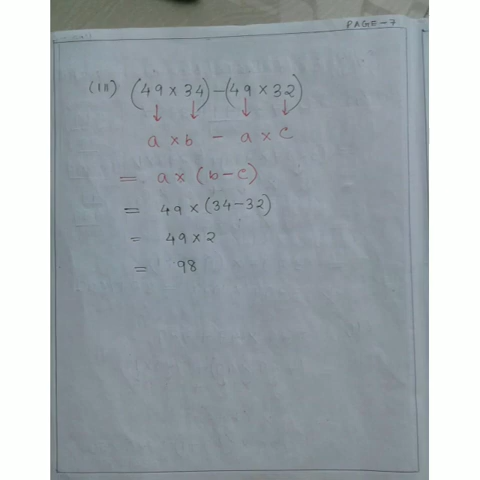 PAGE-7
(iii) (49 × 34) - (49 × 32)
↓ ↓ ↓ ↓
a × b - a × c
= a × (b - c)
= 49 × (34 - 32)
= 49 × 2
= 98